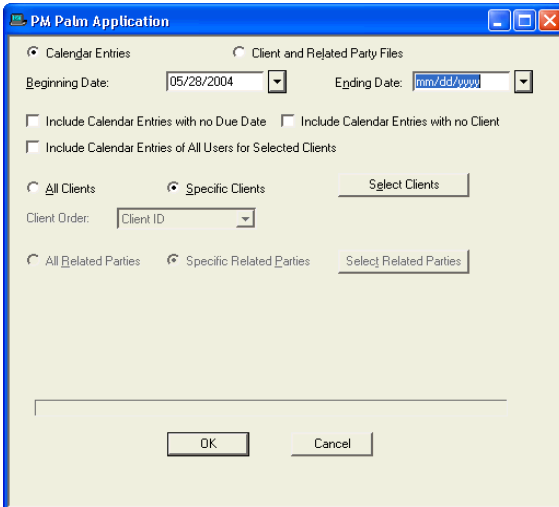 PM Palm Application
Calendar Entries Client and Related Party Files
Beginning Date: 05/28/2004 Ending Date: mm/dd/yyyy
Include Calendar Entries with no Due Date Include Calendar Entries with no Client
Include Calendar Entries of All Users for Selected Clients
All Clients Specific Clients Select Clients
Client Order: Client ID
All Related Parties Specific Related Parties Select Related Parties
OK Cancel